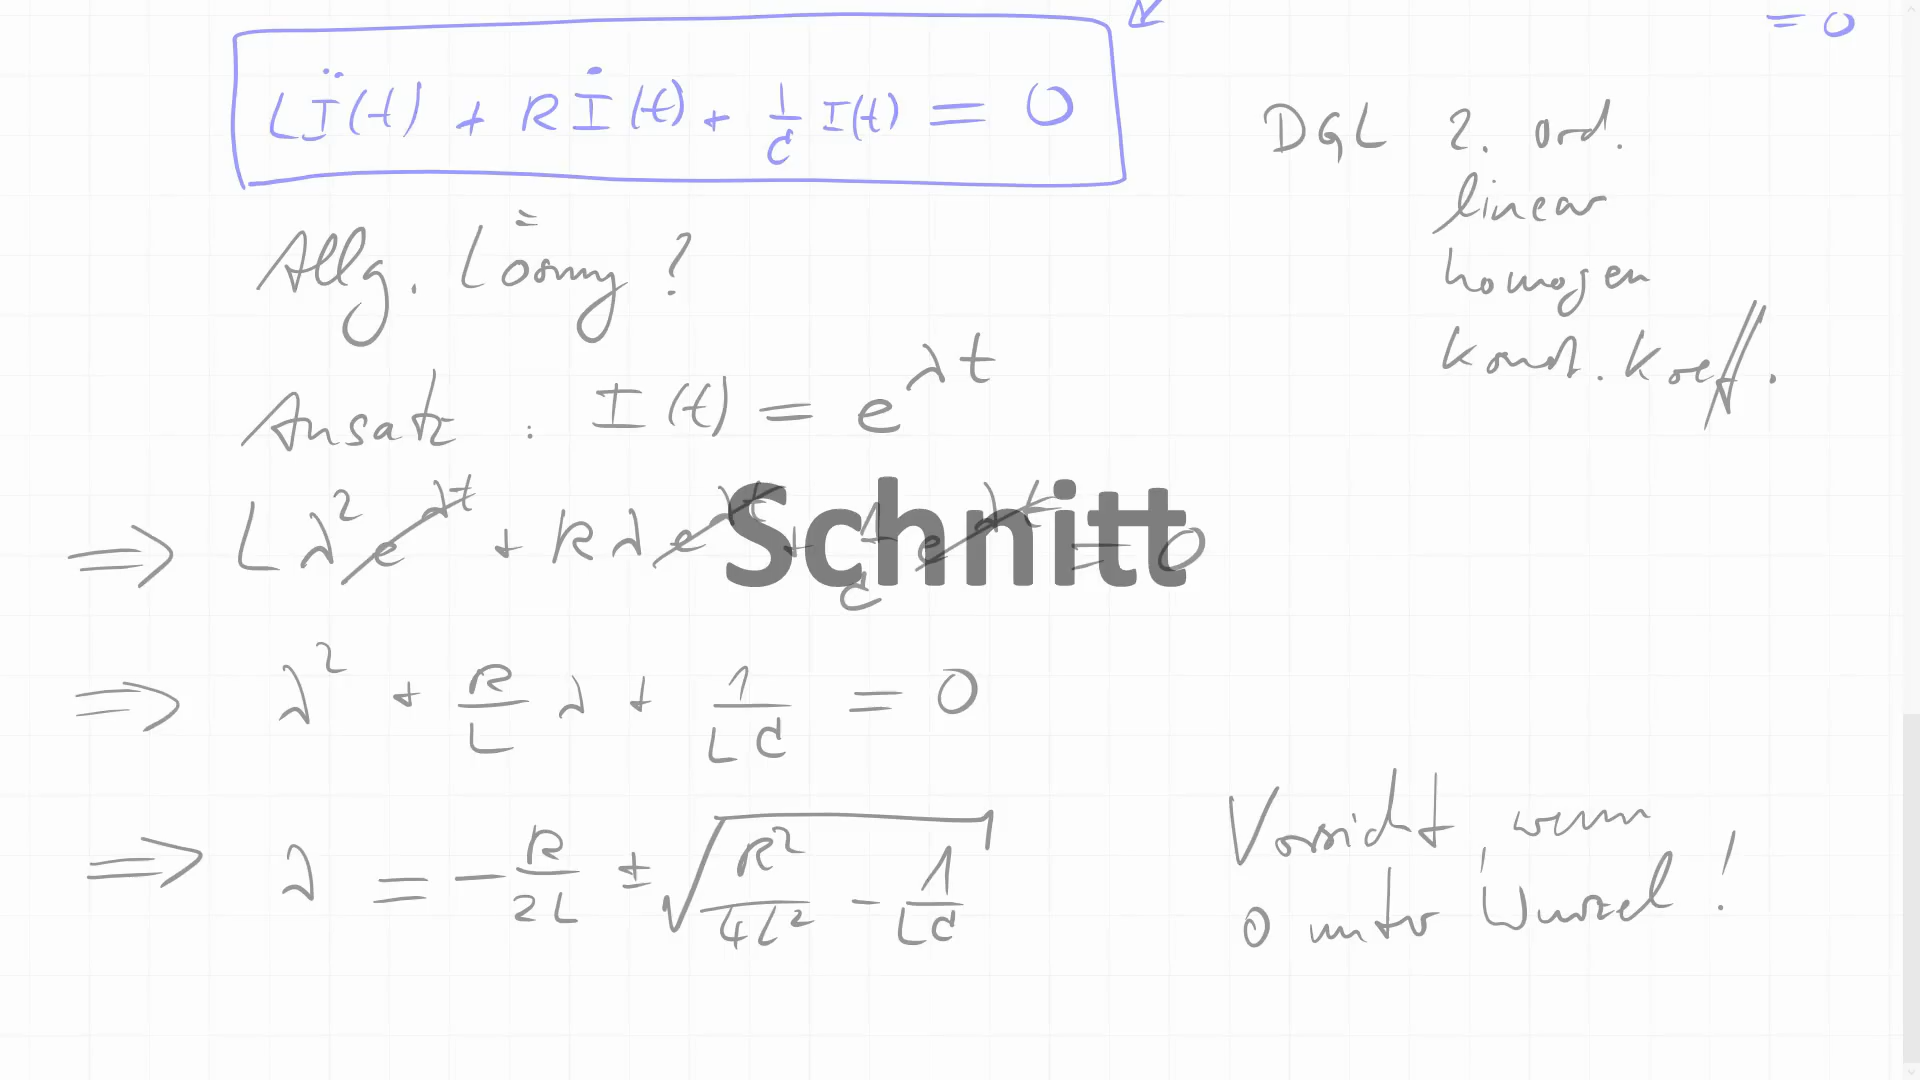 = 0
LÏ(t) + Rİ(t) + 1/C I(t) = 0
DGL 2. Ord.
linear
homogen
konst. Koeff.
Allg. Lösung?
Ansatz: I(t) = e^λt
⇒ Lλ² e^λt + Rλ e^λt + 1/C e^λt = 0
Schnitt
⇒ λ² + R/L λ + 1/LC = 0
⇒ λ = - R/2L ± √(R²/4L² - 1/LC)
Vorsicht, wenn
0 unter Wurzel!